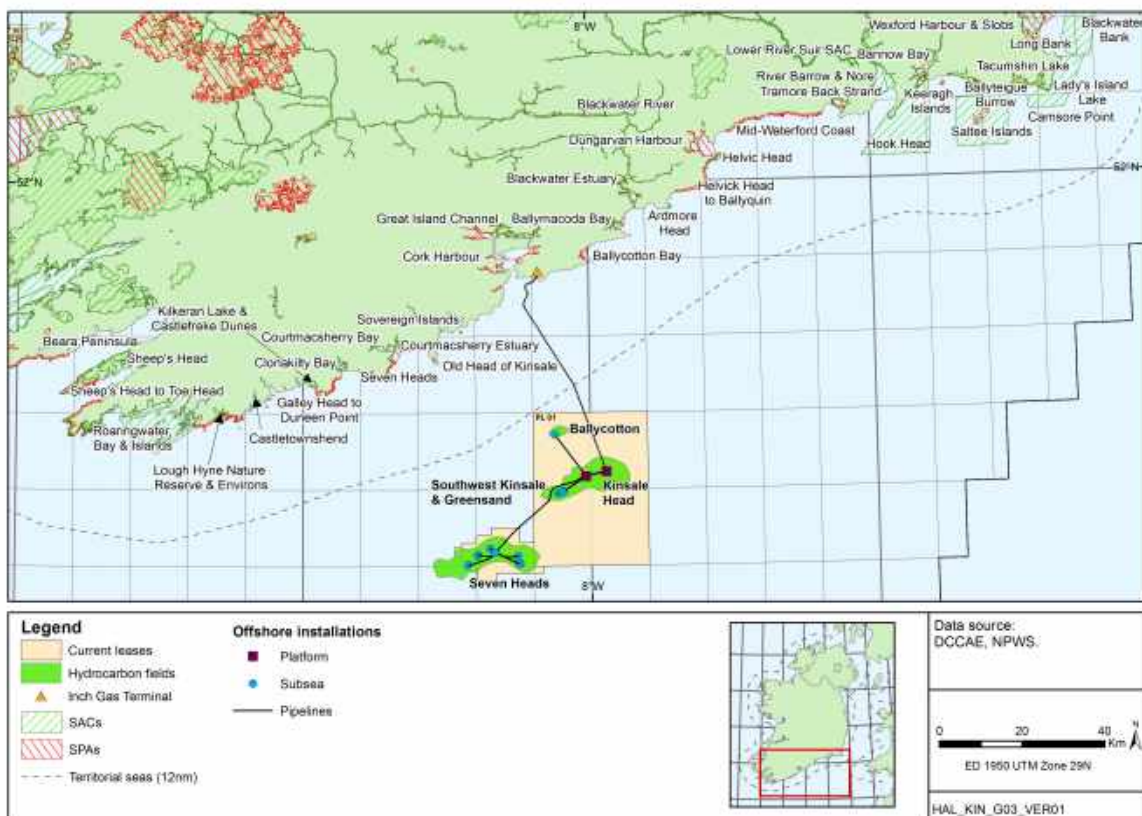 8°W
Wexford Harbour & Slobs
Blackwater
Bank
Lower River Suir SAC
Bannow Bay
Long Bank
Tacumshin Lake
River Barrow & Nore
Tramore Back Strand
Keeragh
Islands
Ballyteigue
Burrow
Lady's Island
Lake
Blackwater River
Carnsore Point
Saltee Islands
Dungarvan Harbour
Mid-Waterford Coast
Hook Head
Helvic Head
52°N
52°N
Blackwater Estuary
Helvick Head
to Ballyquin
Great Island Channel
Ballymacoda Bay
Ardmore
Head
Cork Harbour
Ballycotton Bay
Kilkeran Lake &
Castlefreke Dunes
Sovereign Islands
Beara Peninsula
Courtmacsherry Bay
Courtmacsherry Estuary
Sheep's Head
Clonakilty Bay
Old Head of Kinsale
Seven Heads
Sheep's Head to Toe Head
Galley Head to
Duneen Point
Roaringwater
Bay & Islands
Castletownshend
Ballycotton
Lough Hyne Nature
Reserve & Environs
Southwest Kinsale
& Greensand
Kinsale
Head
Seven Heads
8°W
Legend
Current leases
Hydrocarbon fields
Inch Gas Terminal
SACs
SPAs
Territorial seas (12nm)
Offshore installations
Platform
Subsea
Pipelines
Data source:
DCCAE, NPWS.
0 20 40
Km
N
ED 1950 UTM Zone 29N
HAL_KIN_G03_VER01